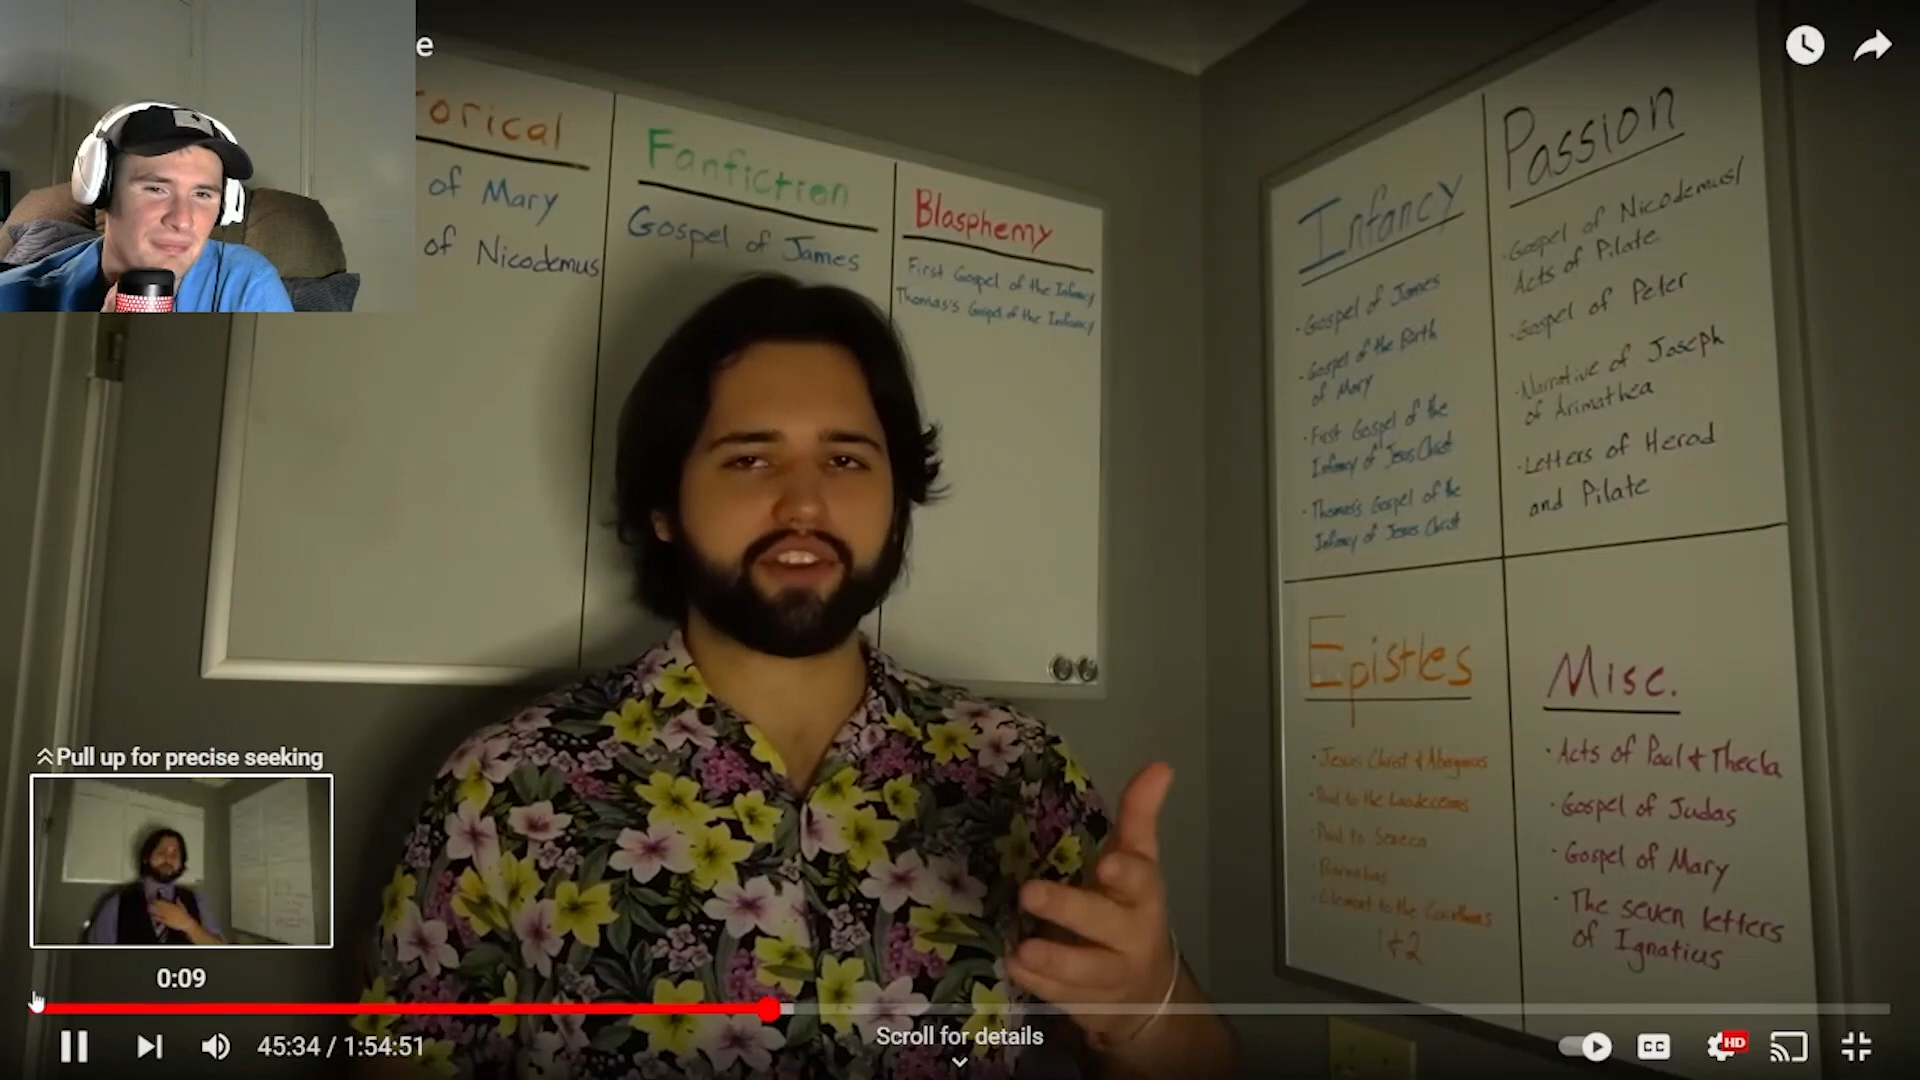 e
orical
of Mary
of Nicodemus
Fanfiction
Gospel of James
Blasphemy
First Gospel of the Infancy
Thomas's Gospel of the Infancy
Infancy
· Gospel of James
· Gospel of the Birth
of Mary
· First Gospel of the
Infancy of Jesus Christ
· Thomas's Gospel of the
Infancy of Jesus Christ
Passion
· Gospel of Nicodemus/
Acts of Pilate
· Gospel of Peter
· Narrative of Joseph
of Arimathea
· Letters of Herod
and Pilate
Epistles
· Jesus Christ & Abgarus
· Paul to the
· Paul to Seneca
· Barnabas
· Clement to the
1 & 2
Misc.
· Acts of Paul & Thecla
· Gospel of Judas
· Gospel of Mary
· The seven letters
of Ignatius
Pull up for precise seeking
0:09
45:34 / 1:54:51
Scroll for details
CC
HD